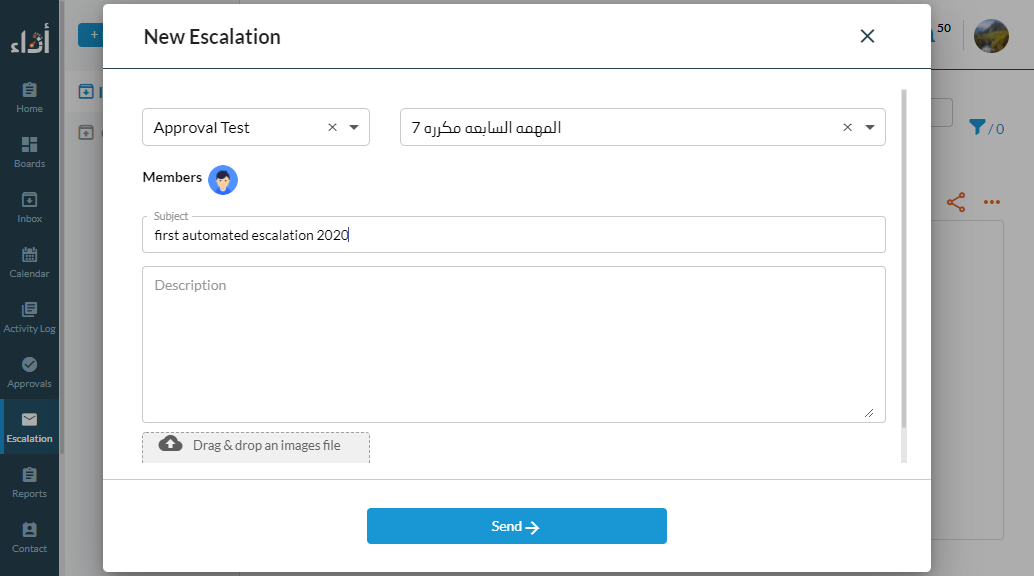 أداء
Home
Boards
Inbox
Calendar
Activity Log
Approvals
Escalation
Reports
Contact
+
50
/ 0
New Escalation
Approval Test
المهمه السابعه مكرره 7
Members
Subject
first automated escalation 2020
Description
Drag & drop an images file
Send